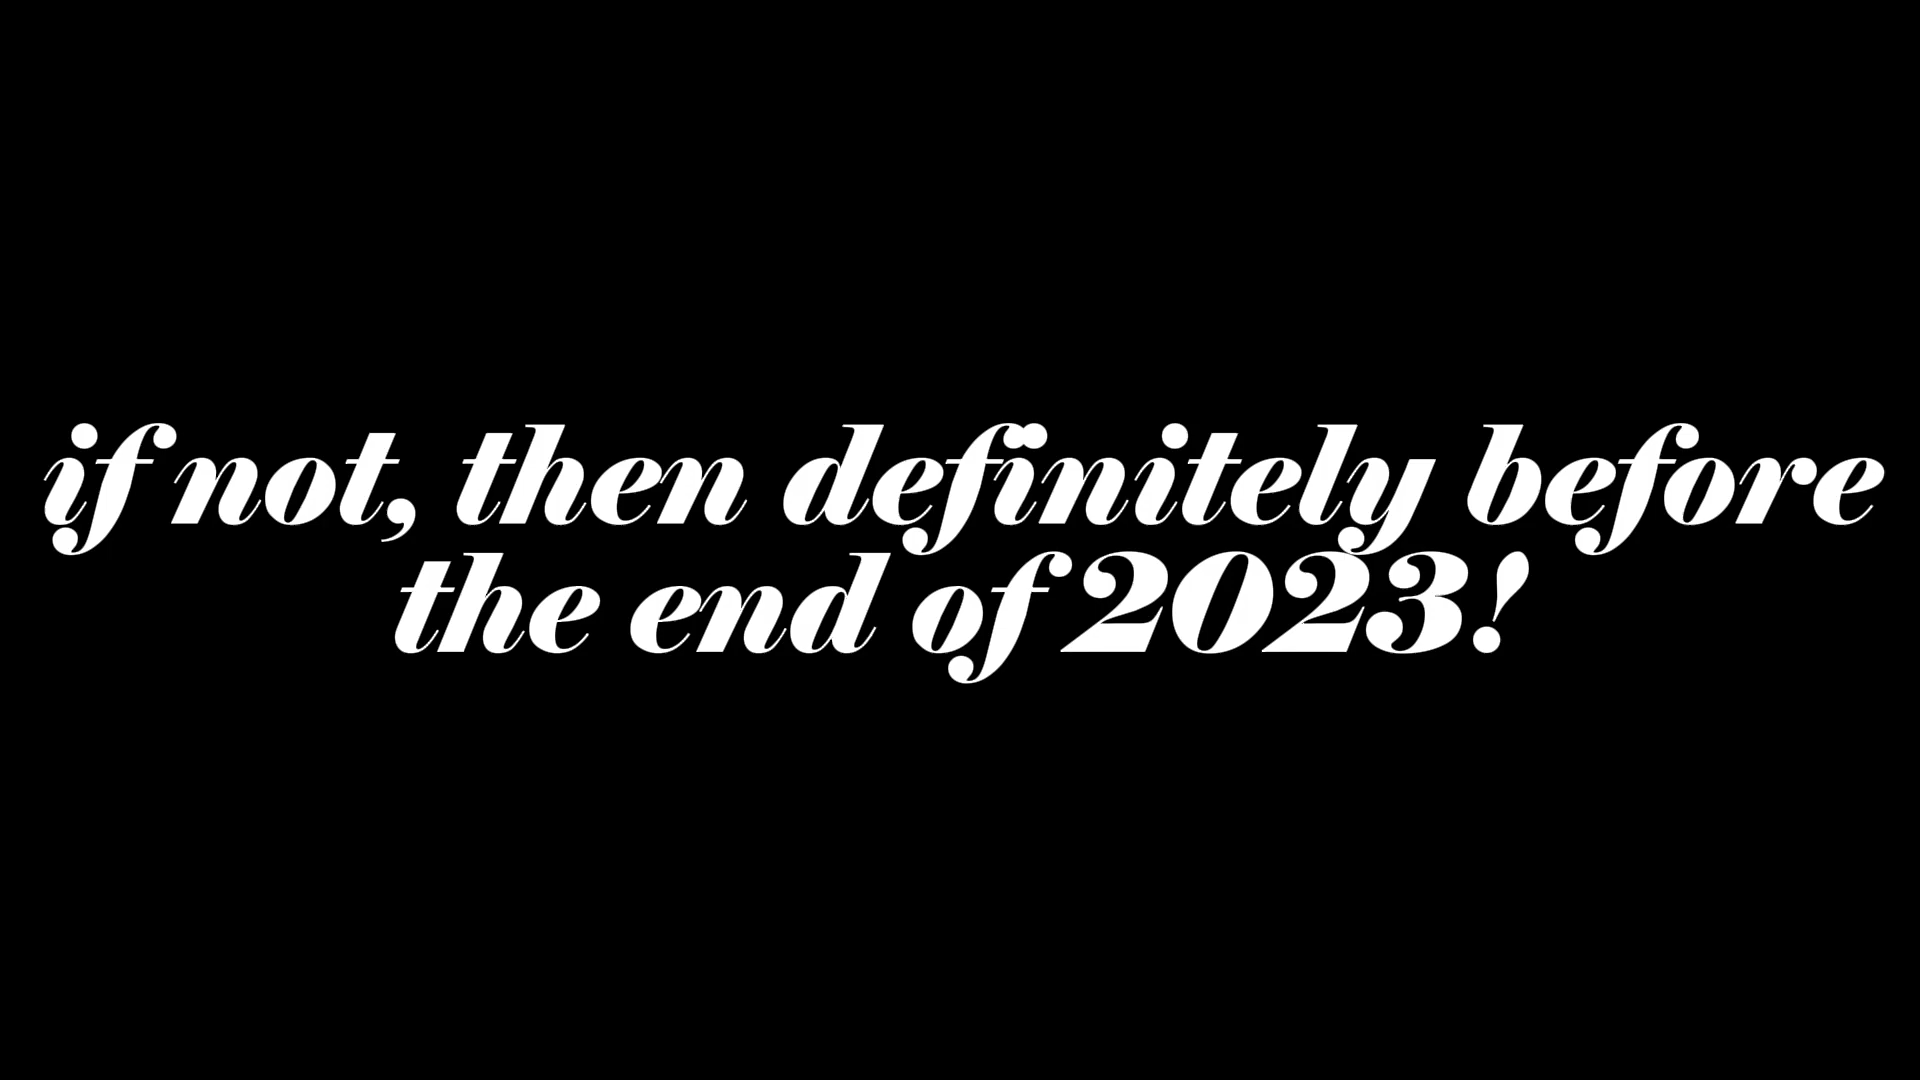 if not, then definitely before
the end of 2023!